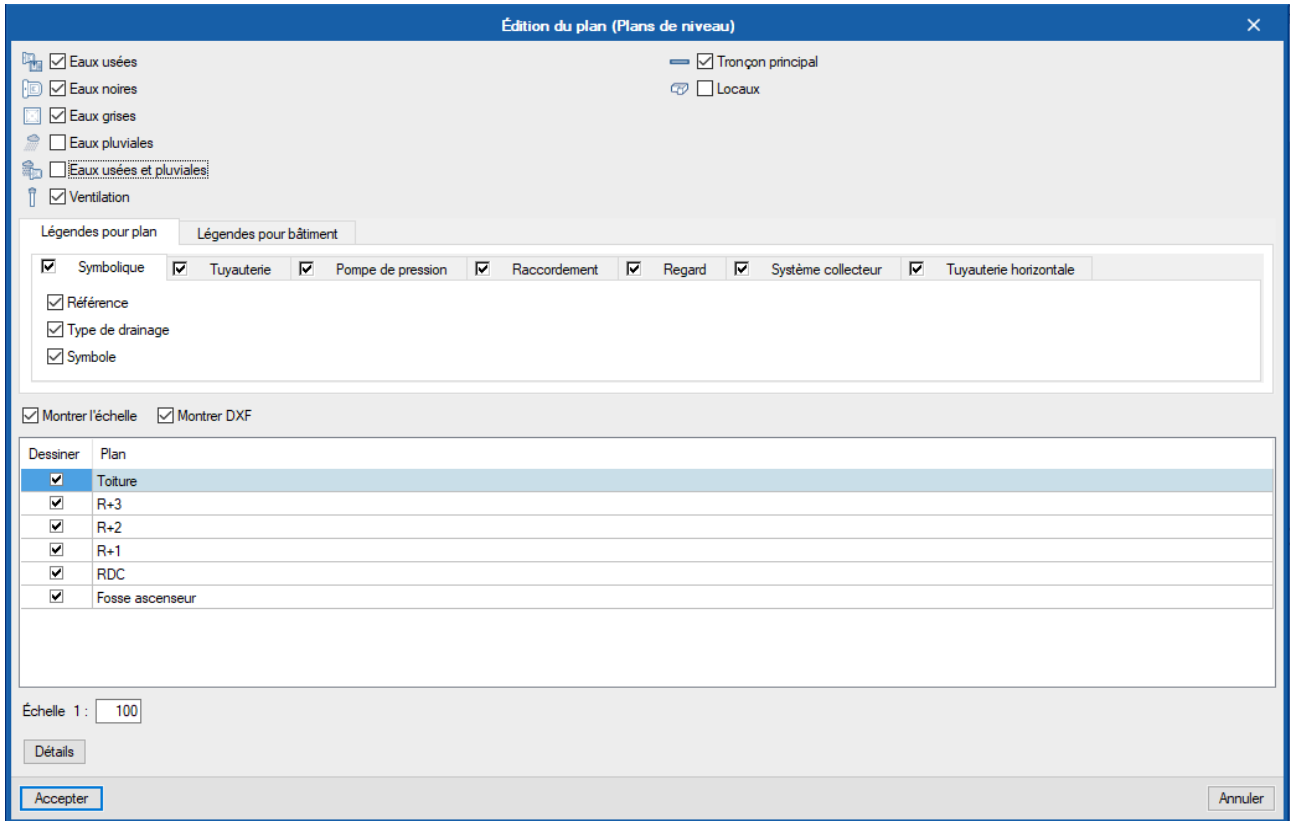 Édition du plan (Plans de niveau)
Eaux usées
Eaux noires
Eaux grises
Eaux pluviales
Eaux usées et pluviales
Ventilation
Tronçon principal
Locaux
Légendes pour plan Légendes pour bâtiment
Symbolique Tuyauterie Pompe de pression Raccordement Regard Système collecteur Tuyauterie horizontale
Référence
Type de drainage
Symbole
Montrer l'échelle Montrer DXF
Dessiner Plan
Toiture
R+3
R+2
R+1
RDC
Fosse ascenseur
Échelle 1 : 100
Détails
Accepter Annuler